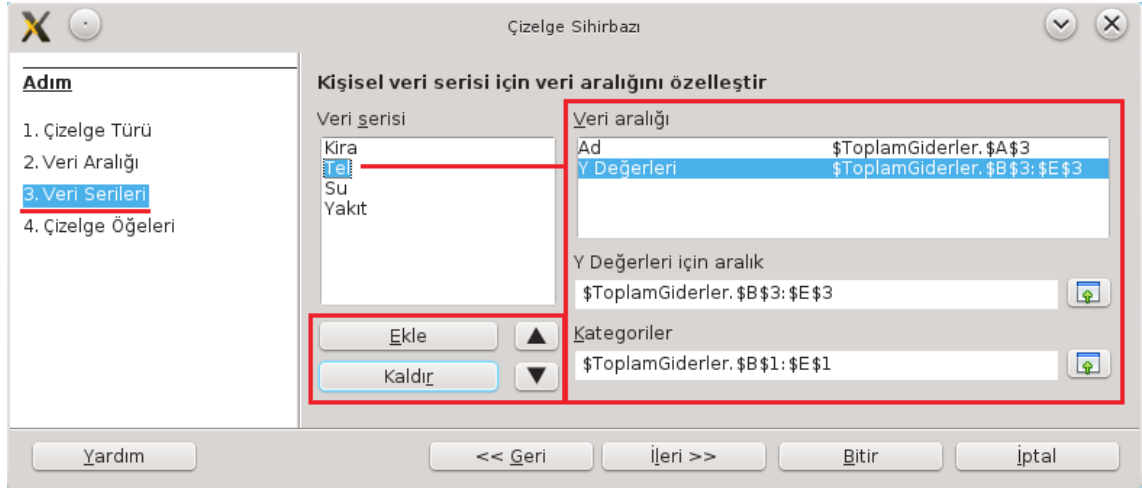 Çizelge Sihirbazı
Adım
1. Çizelge Türü
2. Veri Aralığı
3. Veri Serileri
4. Çizelge Öğeleri
Kişisel veri serisi için veri aralığını özelleştir
Veri serisi
Kira
Tel
Su
Yakıt
Ekle
Kaldır
Veri aralığı
Ad $ToplamGiderler.$A$3
Y Değerleri $ToplamGiderler.$B$3:$E$3
Y Değerleri için aralık
$ToplamGiderler.$B$3:$E$3
Kategoriler
$ToplamGiderler.$B$1:$E$1
Yardım << Geri İleri >> Bitir İptal